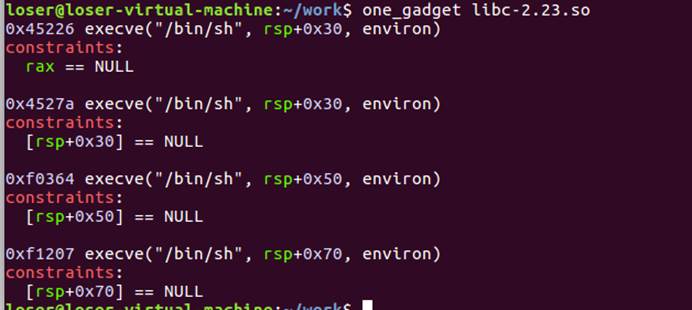 loser@loser-virtual-machine:~/work$ one_gadget libc-2.23.so
0x45226 execve("/bin/sh", rsp+0x30, environ)
constraints:
  rax == NULL

0x4527a execve("/bin/sh", rsp+0x30, environ)
constraints:
  [rsp+0x30] == NULL

0xf0364 execve("/bin/sh", rsp+0x50, environ)
constraints:
  [rsp+0x50] == NULL

0xf1207 execve("/bin/sh", rsp+0x70, environ)
constraints:
  [rsp+0x70] == NULL
loser@loser-virtual-machine:~/work$